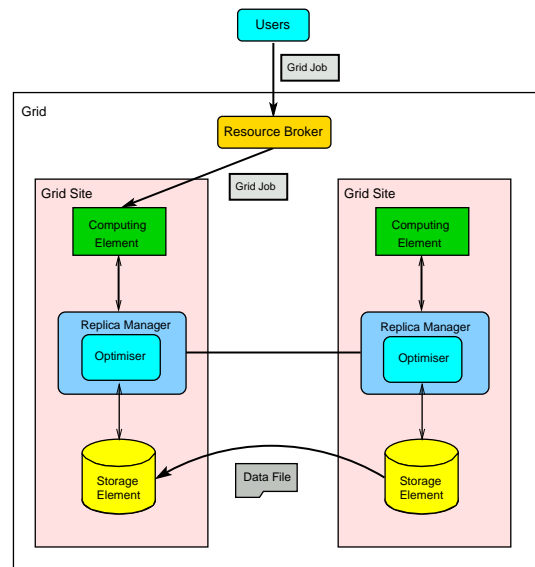 Users
Grid Job
Grid
Resource Broker
Grid Job
Grid Site
Computing
Element
Replica Manager
Optimiser
Storage
Element
Grid Site
Computing
Element
Replica Manager
Optimiser
Storage
Element
Data File